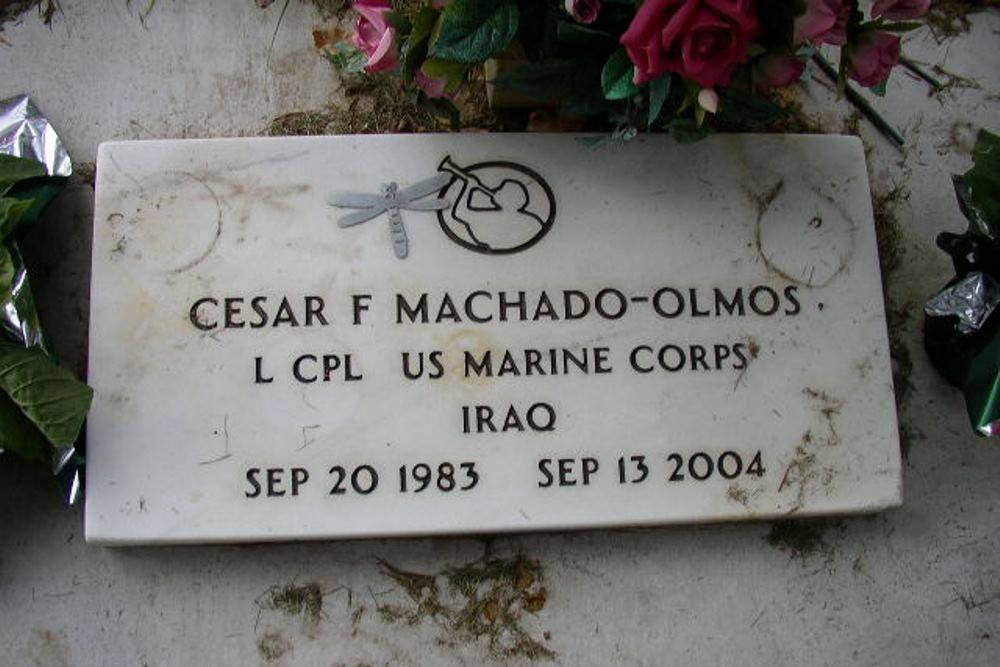 CESAR F MACHADO-OLMOS
L CPL US MARINE CORPS
IRAQ
SEP 20 1983 SEP 13 2004